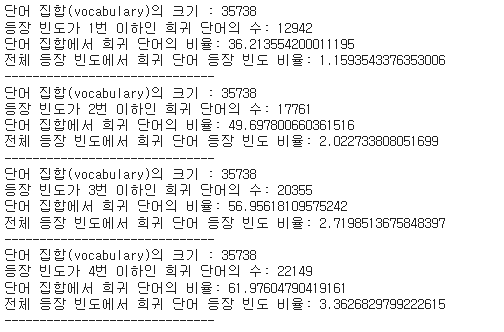 단어 집합(vocabulary)의 크기 : 35738
등장 빈도가 1번 이하인 희귀 단어의 수: 12942
단어 집합에서 희귀 단어의 비율: 36.213554200011195
전체 등장 빈도에서 희귀 단어 등장 빈도 비율: 1.1593543376353006
------------------------------
단어 집합(vocabulary)의 크기 : 35738
등장 빈도가 2번 이하인 희귀 단어의 수: 17761
단어 집합에서 희귀 단어의 비율: 49.697800660361516
전체 등장 빈도에서 희귀 단어 등장 빈도 비율: 2.022733808051699
------------------------------
단어 집합(vocabulary)의 크기 : 35738
등장 빈도가 3번 이하인 희귀 단어의 수: 20355
단어 집합에서 희귀 단어의 비율: 56.95618109575242
전체 등장 빈도에서 희귀 단어 등장 빈도 비율: 2.7198513675848397
------------------------------
단어 집합(vocabulary)의 크기 : 35738
등장 빈도가 4번 이하인 희귀 단어의 수: 22149
단어 집합에서 희귀 단어의 비율: 61.97604790419161
전체 등장 빈도에서 희귀 단어 등장 빈도 비율: 3.3626829799222615
------------------------------